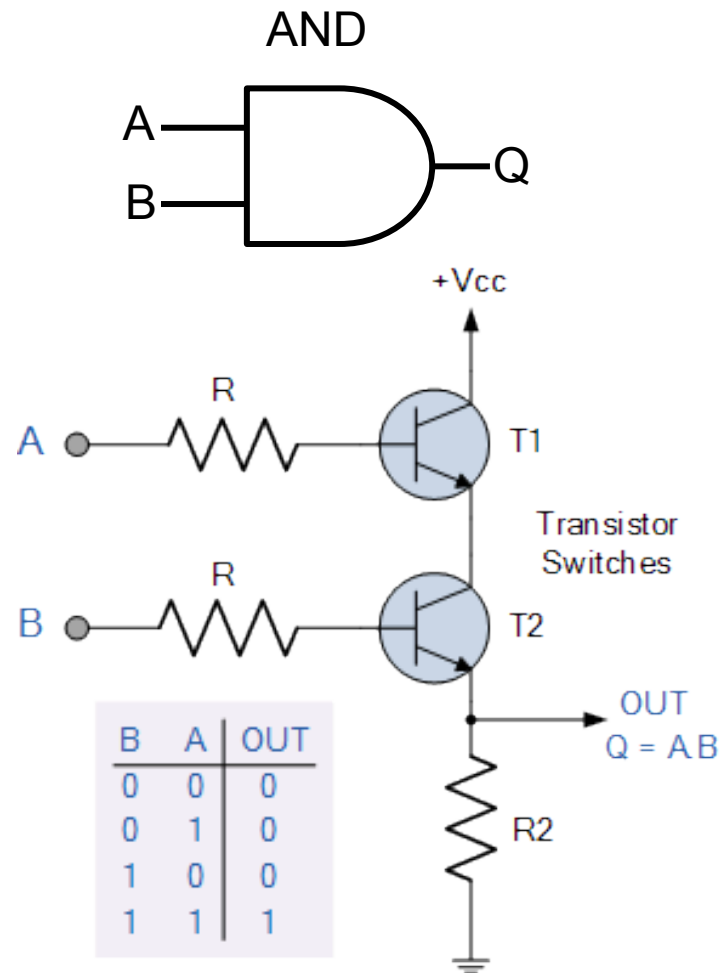 AND
A
B
Q
+Vcc
R
A
T1
Transistor
Switches
R
B
T2
OUT
Q = A.B
R2
B A OUT
0 0 0
0 1 0
1 0 0
1 1 1